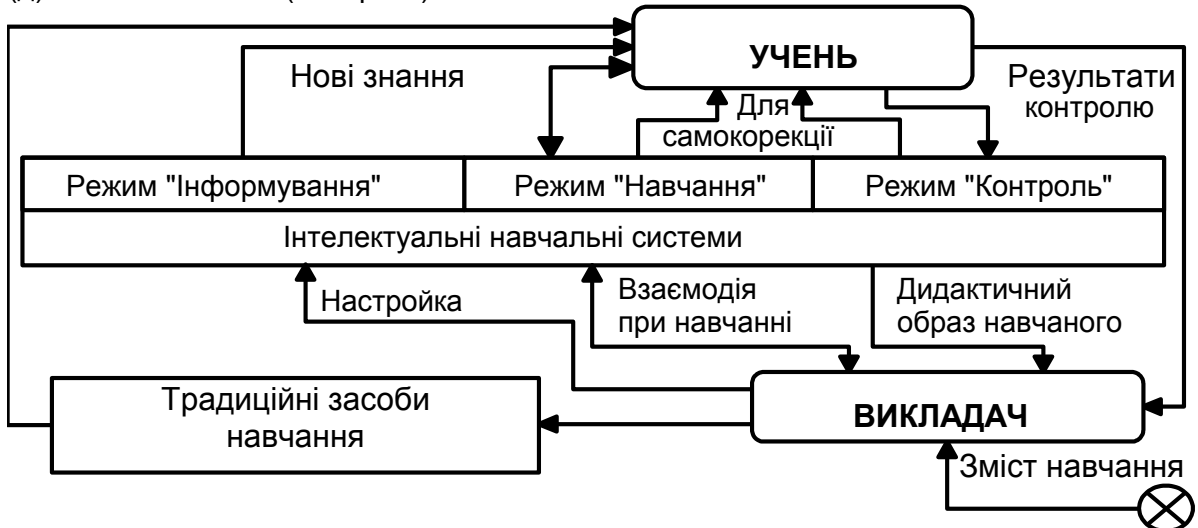 УЧЕНЬ
Нові знання
Результати
контролю
Для
самокорекції
Режим "Інформування"
Режим "Навчання"
Режим "Контроль"
Інтелектуальні навчальні системи
Настройка
Взаємодія
при навчанні
Дидактичний
образ навчаного
Традиційні засоби
навчання
ВИКЛАДАЧ
Зміст навчання